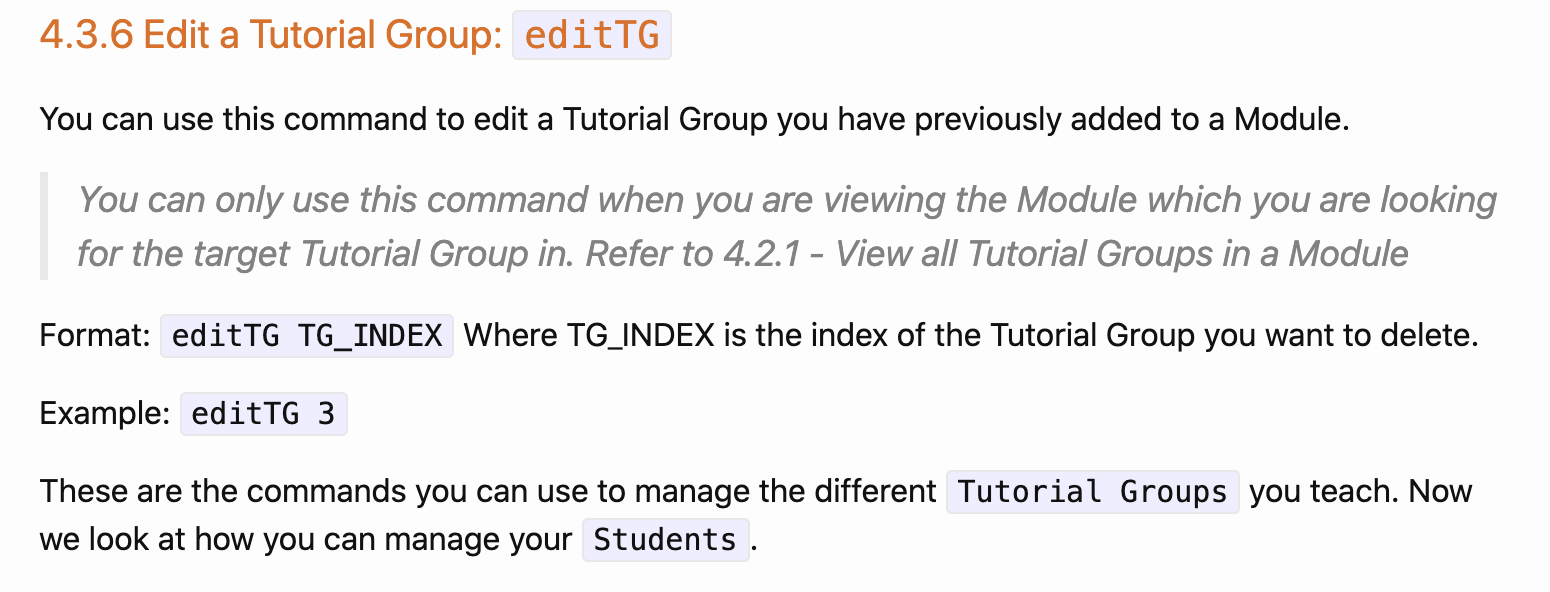 4.3.6 Edit a Tutorial Group: editTG
You can use this command to edit a Tutorial Group you have previously added to a Module.
You can only use this command when you are viewing the Module which you are looking
for the target Tutorial Group in. Refer to 4.2.1 - View all Tutorial Groups in a Module
Format: editTG TG_INDEX Where TG_INDEX is the index of the Tutorial Group you want to delete.
Example: editTG 3
These are the commands you can use to manage the different Tutorial Groups you teach. Now
we look at how you can manage your Students.